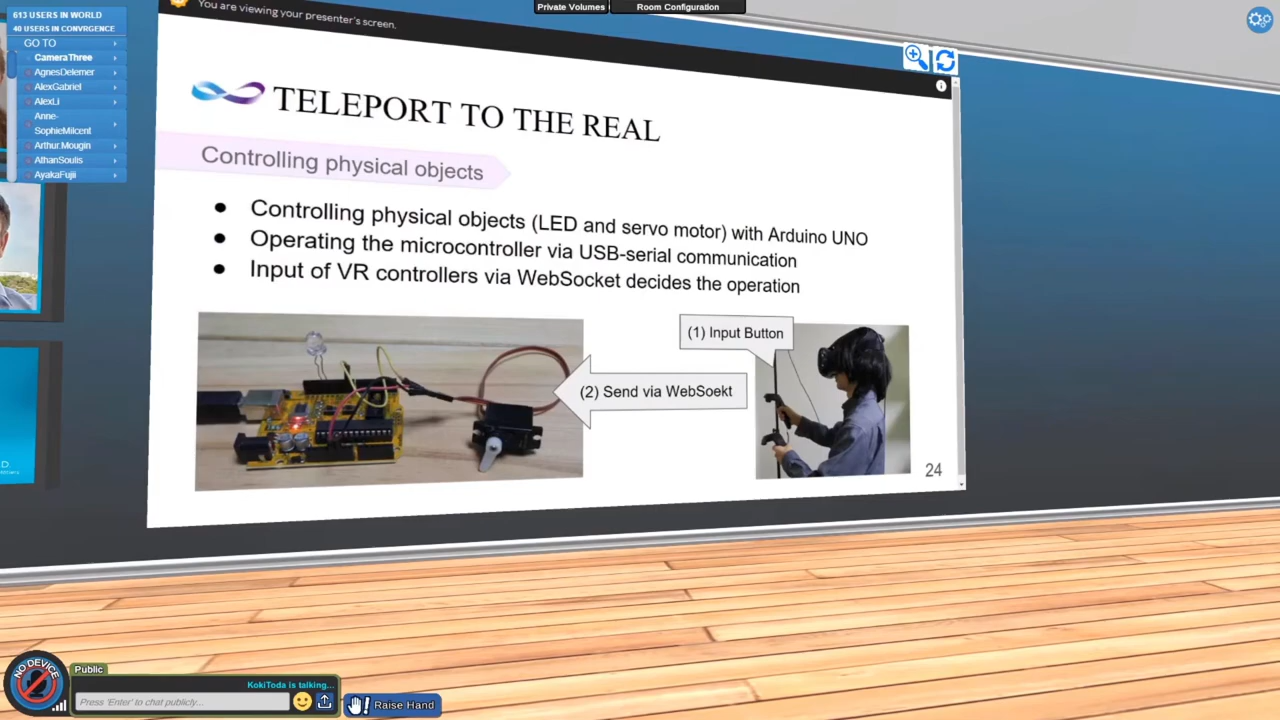 613 USERS IN WORLD
40 USERS IN CONVRGENCE
GO TO
CameraThree
AgnesDelemer
AlexGabriel
AlexLi
Anne-
SophieMilcent
Arthur.Mougin
AthanSoulis
AyakaFujii
Private Volumes
Room Configuration
You are viewing your presenter's screen.
TELEPORT TO THE REAL
Controlling physical objects
● Controlling physical objects (LED and servo motor) with Arduino UNO
● Operating the microcontroller via USB-serial communication
● Input of VR controllers via WebSocket decides the operation
(1) Input Button
(2) Send via WebSoekt
24
D.
NO DEVICE
Public
KokiToda is talking...
Press 'Enter' to chat publicly...
Raise Hand